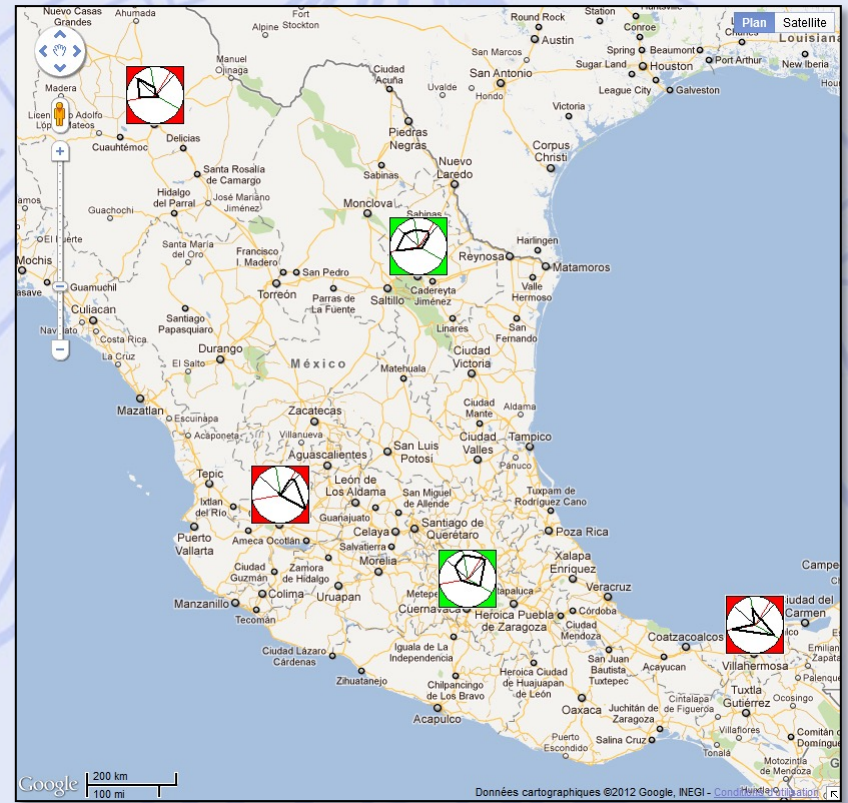 Nuevo Casas
Grandes
Ahumada
Fort
Stockton
Alpine
Round Rock
Station
Conroe
Austin
Plan
Satellite
Louisiana
Charles
Manuel
Ojinaga
San Marcos
Spring
Beaumont
Port Arthur
New Iberia
Ciudad
Acuña
Uvalde
Hondo
San Antonio
Sugar Land
Houston
League City
Galveston
Madera
Victoria
Delicias
Cuauhtémoc
Piedras
Negras
Corpus
Christi
Santa Rosalía
de Camargo
Sabinas
Nuevo
Laredo
Hidalgo
del Parral
José Mariano
Jiménez
Monclova
Sabinas
Guachochi
Santa María
del Oro
Francisco
I. Madero
San Pedro
Torreón
Parras de
La Fuente
Saltillo
Cadereyta
Jiménez
Reynosa
Harlingen
Matamoros
Valle
Hermoso
Mochis
Guamuchil
Culiacan
Costa Rica
La Cruz
Santiago
Papasquiaro
Linares
San
Fernando
El Salto
Durango
México
Matehuala
Ciudad
Victoria
Mazatlan
Escuinapa
Acaponeta
Zacatecas
Villanueva
Aguascalientes
Ciudad
Mante
Aldama
San Luis
Potosí
Ciudad
Valles
Tampico
Pánuco
Tepic
Ixtlan
del Río
León de
Los Aldama
San Miguel
de Allende
Tuxpam de
Rodríguez Cano
Guanajuato
Puerto
Vallarta
Ameca
Ocotlán
Celaya
Santiago de
Querétaro
Poza Rica
Salvatierra
Morelia
Xalapa
Enríquez
Ciudad
Guzmán
Zamora
de Hidalgo
Veracruz
Manzanillo
Colima
Uruapan
Tecomán
Cuernavaca
Heroica Puebla
de Zaragoza
Córdoba
Ciudad
Mendoza
Ciudad del
Carmen
Coatzacoalcos
Acayucan
Villahermosa
Ciudad Lázaro
Cárdenas
Iguala de La
Independencia
San Juan
Bautista
Tuxtepec
Zihuatanejo
Chilpancingo
de Los Bravo
Heroica Ciudad
de Huajuapan
de León
Tuxtla
Gutiérrez
Cintalapa
de Figueroa
Ocosingo
Acapulco
Oaxaca
Juchitán de
Zaragoza
Villaflores
Comitán
Puerto
Escondido
Salina Cruz
Tonalá
Motozintla
de Mendoza
Google
200 km
100 mi
Données cartographiques ©2012 Google, INEGI - Conditions d'utilisation